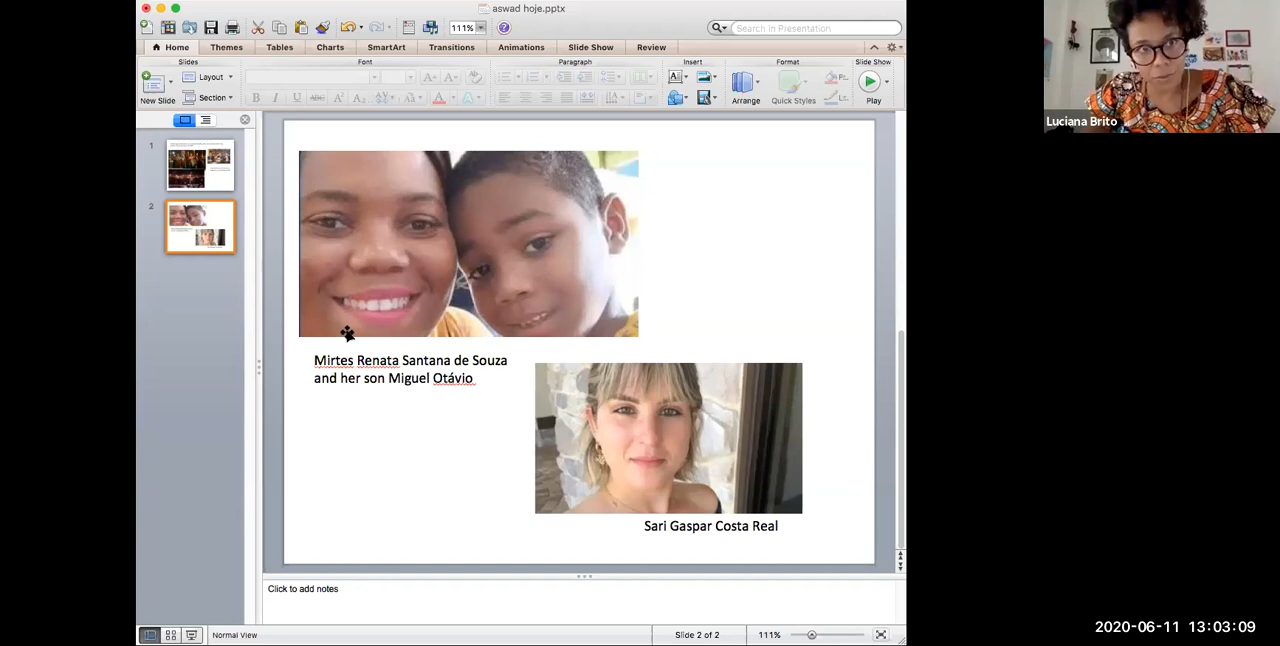 aswad hoje.pptx
111%
Search in Presentation
Home
Themes
Tables
Charts
SmartArt
Transitions
Animations
Slide Show
Review
Slides
Font
Paragraph
Insert
Format
Slide Show
New Slide
Layout
Section
Arrange
Quick Styles
Play
1
2
Mirtes Renata Santana de Souza
and her son Miguel Otávio
Sari Gaspar Costa Real
Click to add notes
Normal View
Slide 2 of 2
111%
Luciana Brito
2020-06-11 13:03:09